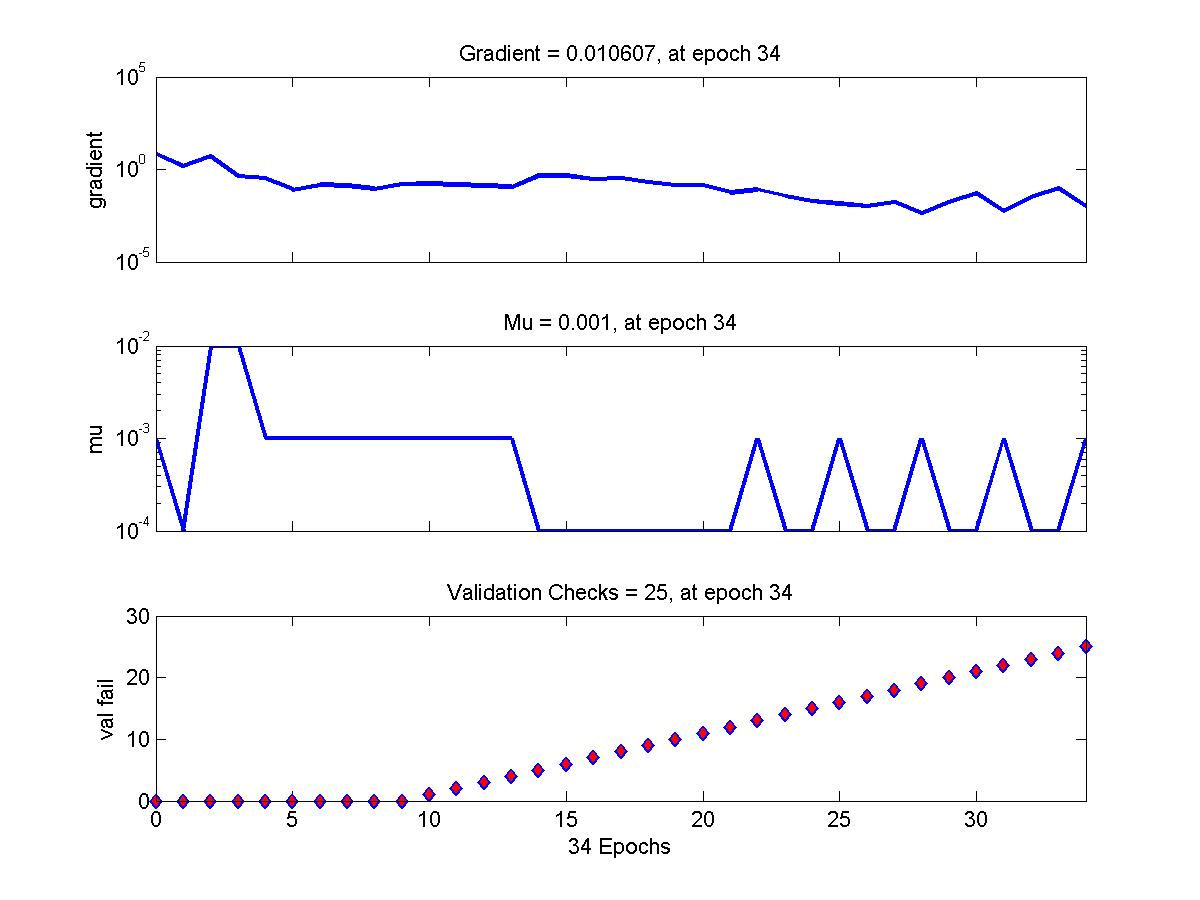 Gradient = 0.010607, at epoch 34
10^5
10^0
10^-5
gradient
Mu = 0.001, at epoch 34
10^-2
10^-3
10^-4
mu
Validation Checks = 25, at epoch 34
30
20
10
0
val fail
0 5 10 15 20 25 30
34 Epochs